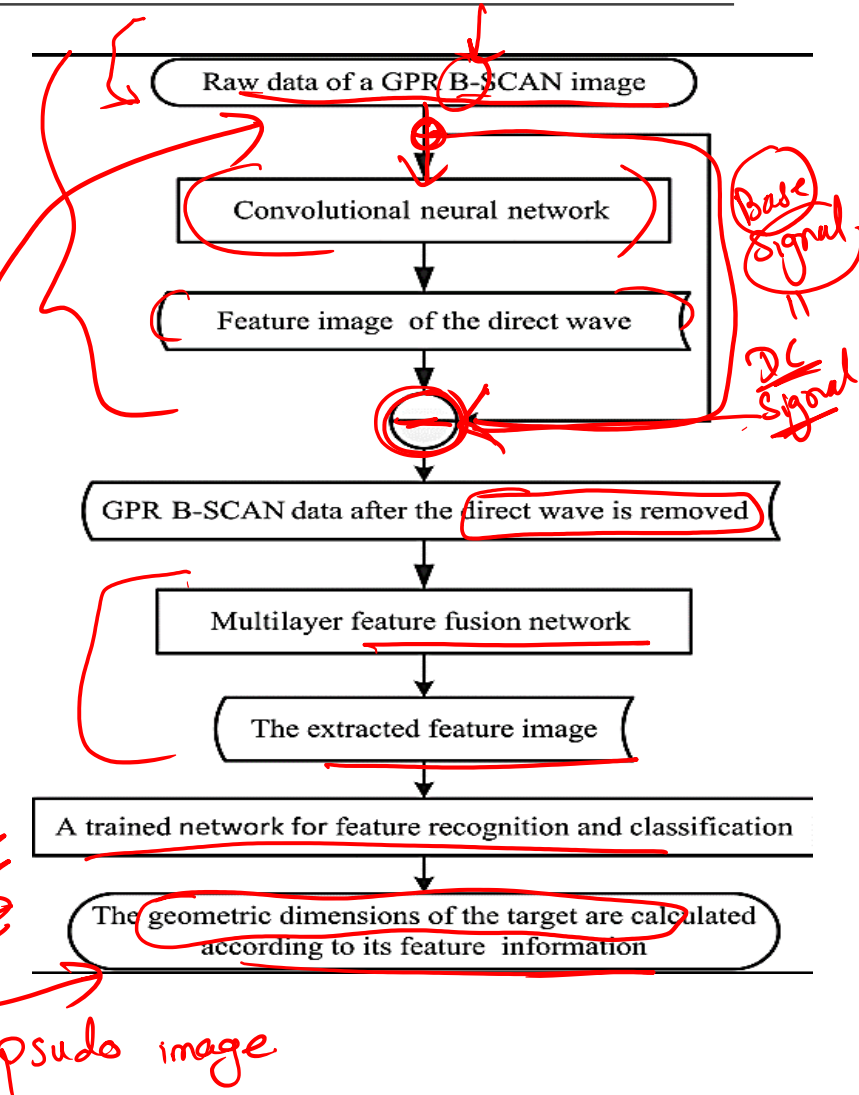 Raw data of a GPR B-SCAN image
Convolutional neural network
Base
Signal
Feature image of the direct wave
=
DC
Signal
GPR B-SCAN data after the direct wave is removed
Multilayer feature fusion network
The extracted feature image
A trained network for feature recognition and classification
The geometric dimensions of the target are calculated
according to its feature information
psudo image